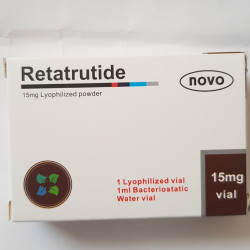 Retatrutide
novo
15mg Lyophilized powder
1 Lyophilized vial
1ml Bacteriostatic
Water vial
15mg
vial